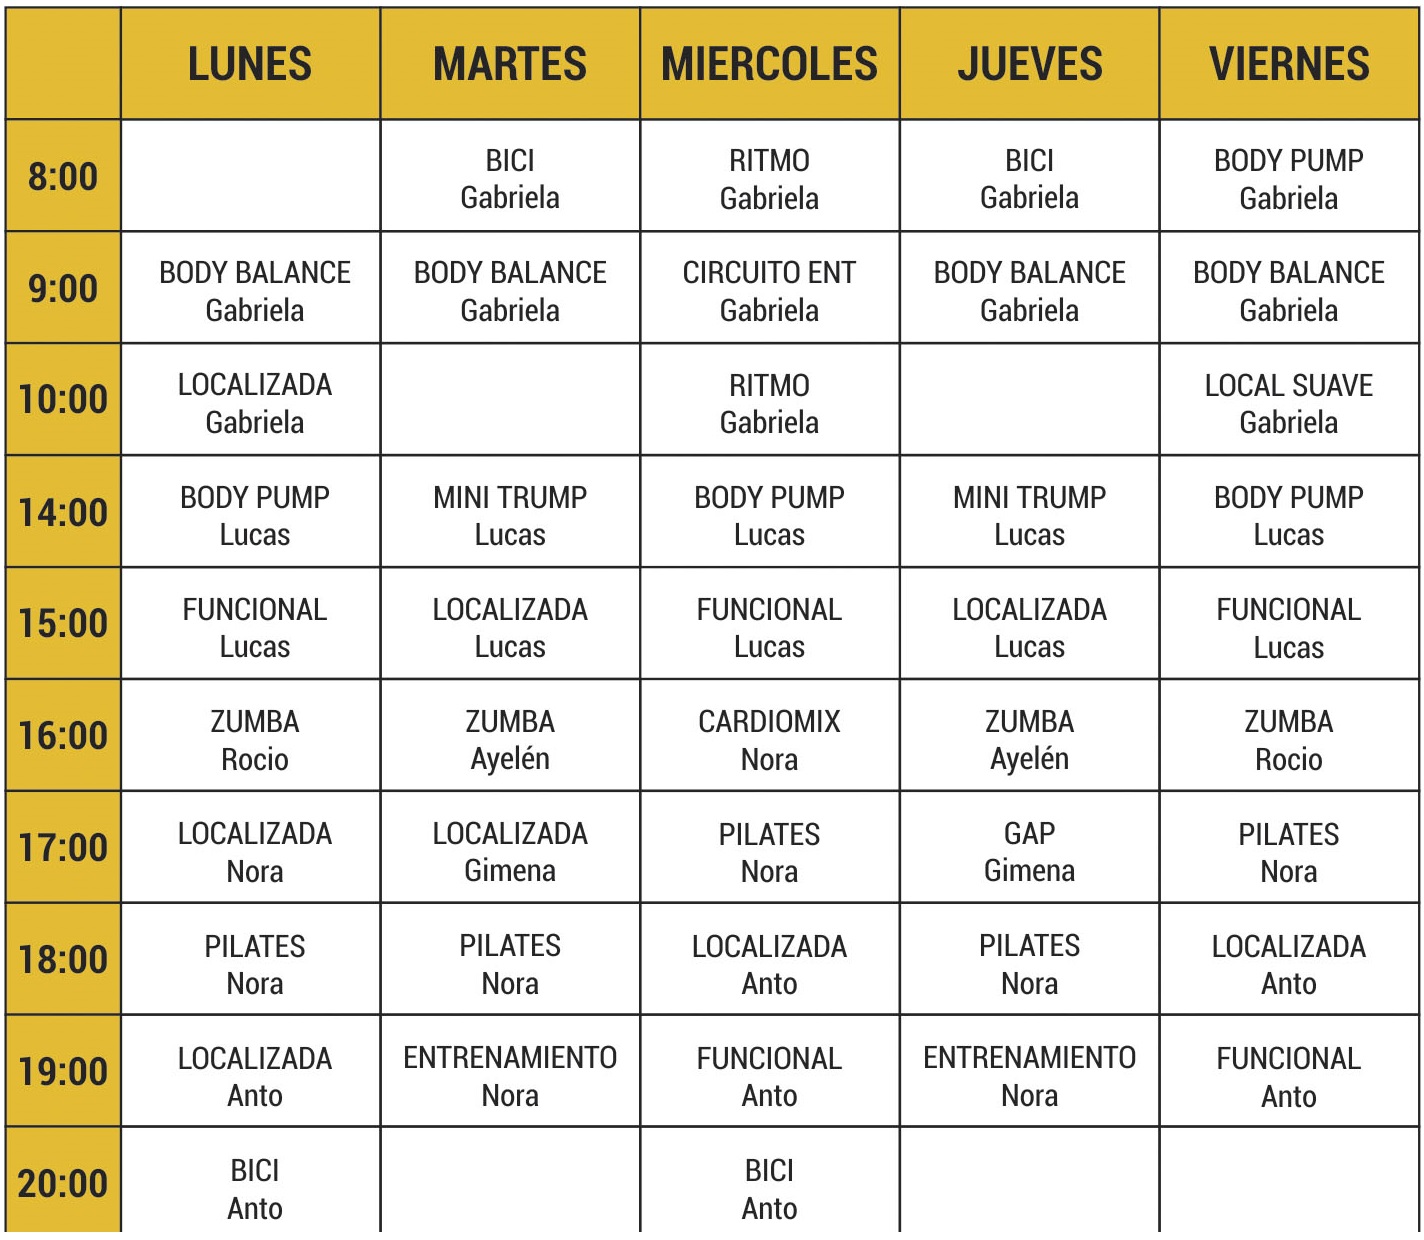 LUNES MARTES MIERCOLES JUEVES VIERNES
8:00
BICI
Gabriela
RITMO
Gabriela
BICI
Gabriela
BODY PUMP
Gabriela
9:00
BODY BALANCE
Gabriela
BODY BALANCE
Gabriela
CIRCUITO ENT
Gabriela
BODY BALANCE
Gabriela
BODY BALANCE
Gabriela
10:00
LOCALIZADA
Gabriela
RITMO
Gabriela
LOCAL SUAVE
Gabriela
14:00
BODY PUMP
Lucas
MINI TRUMP
Lucas
BODY PUMP
Lucas
MINI TRUMP
Lucas
BODY PUMP
Lucas
15:00
FUNCIONAL
Lucas
LOCALIZADA
Lucas
FUNCIONAL
Lucas
LOCALIZADA
Lucas
FUNCIONAL
Lucas
16:00
ZUMBA
Rocio
ZUMBA
Ayelén
CARDIOMIX
Nora
ZUMBA
Ayelén
ZUMBA
Rocio
17:00
LOCALIZADA
Nora
LOCALIZADA
Gimena
PILATES
Nora
GAP
Gimena
PILATES
Nora
18:00
PILATES
Nora
PILATES
Nora
LOCALIZADA
Anto
PILATES
Nora
LOCALIZADA
Anto
19:00
LOCALIZADA
Anto
ENTRENAMIENTO
Nora
FUNCIONAL
Anto
ENTRENAMIENTO
Nora
FUNCIONAL
Anto
20:00
BICI
Anto
BICI
Anto